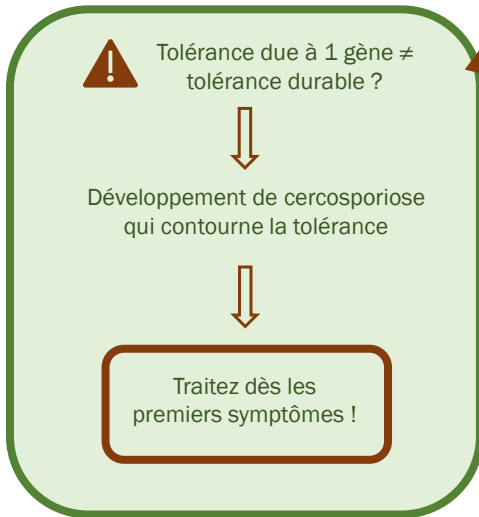 Tolérance due à 1 gène ≠
tolérance durable ?
Développement de cercosporiose
qui contourne la tolérance
Traitez dès les
premiers symptômes !